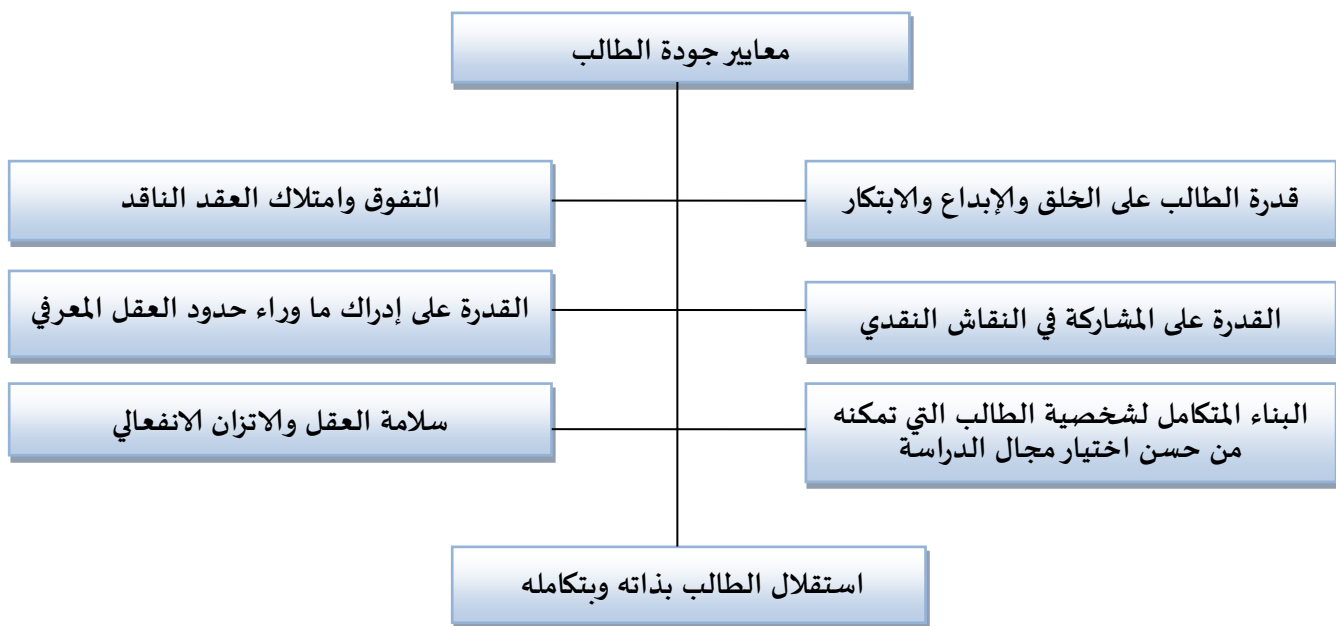 معايير جودة الطالب
قدرة الطالب على الخلق والإبداع والابتكار
التفوق وامتلاك العقد الناقد
القدرة على المشاركة في النقاش النقدي
القدرة على إدراك ما وراء حدود العقل المعرفي
البناء المتكامل لشخصية الطالب التي تمكنه
من حسن اختيار مجال الدراسة
سلامة العقل والاتزان الانفعالي
استقلال الطالب بذاته وبتكامله